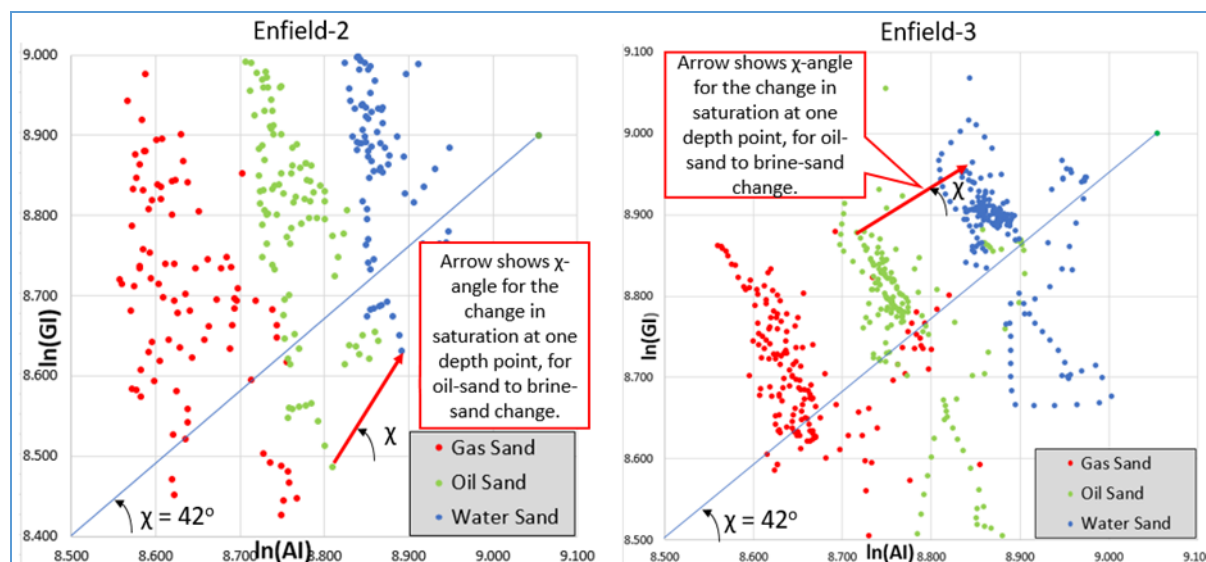 Enfield-2
9.000
8.900
8.800
8.700
8.600
8.500
8.400
ln(GI)
8.500
8.600
8.700
8.800
8.900
9.000
9.100
ln(AI)
χ = 42°
χ
Arrow shows χ-
angle for the
change in
saturation at one
depth point, for
oil-sand to brine-
sand change.
Gas Sand
Oil Sand
Water Sand
Enfield-3
9.100
9.000
8.900
8.800
8.700
8.600
8.500
ln(GI)
8.500
8.600
8.700
8.800
8.900
9.000
9.100
ln(AI)
χ = 42°
χ
Arrow shows χ-angle
for the change in
saturation at one
depth point, for oil-
sand to brine-sand
change.
Gas Sand
Oil Sand
Water Sand